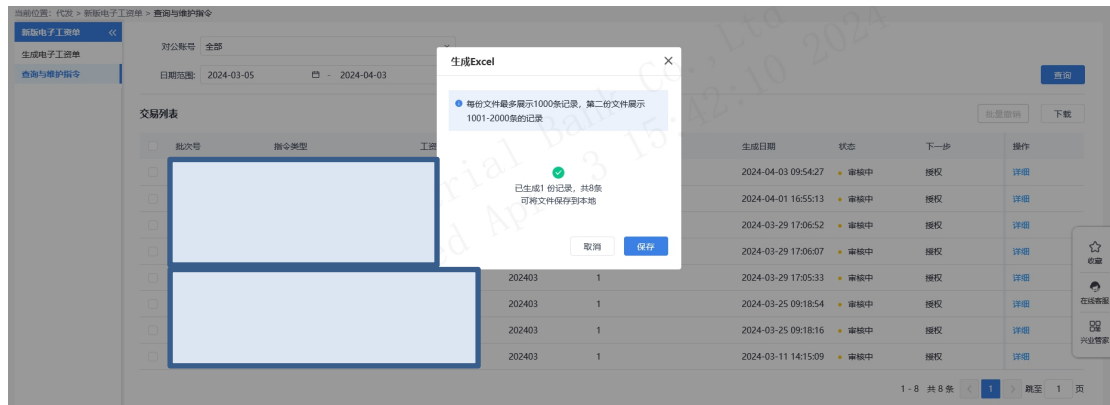 当前位置: 代发 > 新版电子工资单 > 查询与维护指令
新版电子工资单 «
生成电子工资单
查询与维护指令
对公账号 全部
日期范围: 2024-03-05 - 2024-04-03
查询
交易列表
批量撤销 下载
生成Excel ×
每份文件最多展示1000条记录，第二份文件展示
1001-2000条的记录
已生成1 份记录，共8条
可将文件保存到本地
取消 保存
批次号 指令类型 工资 生成日期 状态 下一步 操作
2024-04-03 09:54:27 审核中 授权 详细
2024-04-01 16:55:13 审核中 授权 详细
2024-03-29 17:06:52 审核中 授权 详细
2024-03-29 17:06:07 审核中 授权 详细
202403 1 2024-03-29 17:05:33 审核中 授权 详细
202403 1 2024-03-25 09:18:54 审核中 授权 详细
202403 1 2024-03-25 09:18:16 审核中 授权 详细
202403 1 2024-03-11 14:15:09 审核中 授权 详细
1 - 8 共 8 条 < 1 > 跳至 1 页
收藏
在线客服
兴业管家
rial Bank Co., Ltd
ed Apr 3 15:42:10 2024